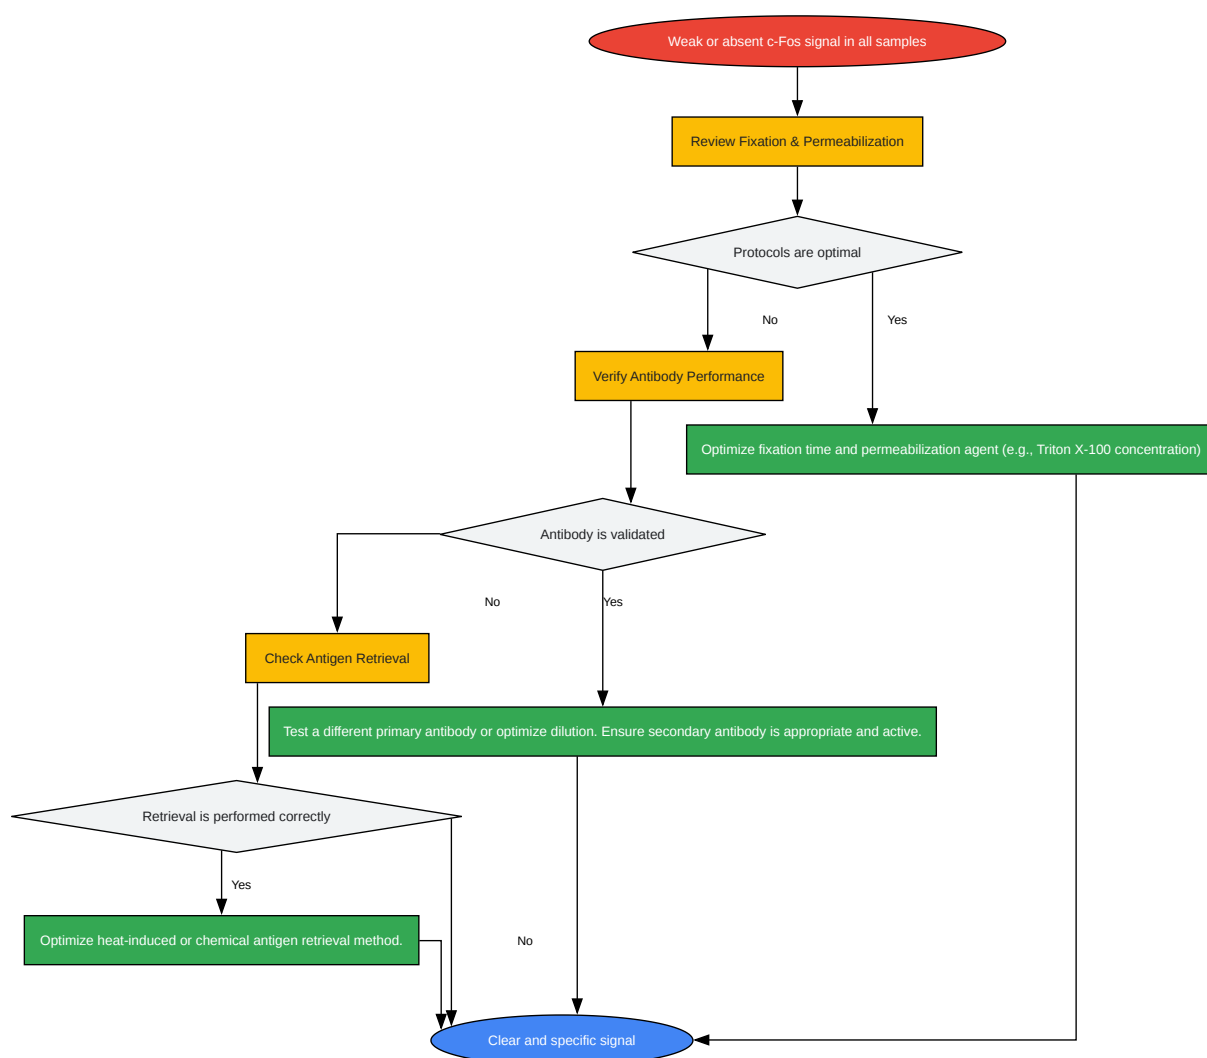 Weak or absent c-Fos signal in all samples
Review Fixation & Permeabilization
Protocols are optimal
No
Yes
Verify Antibody Performance
Optimize fixation time and permeabilization agent (e.g., Triton X-100 concentration)
Antibody is validated
No
Yes
Check Antigen Retrieval
Test a different primary antibody or optimize dilution. Ensure secondary antibody is appropriate and active.
Retrieval is performed correctly
Yes
Optimize heat-induced or chemical antigen retrieval method.
No
Clear and specific signal